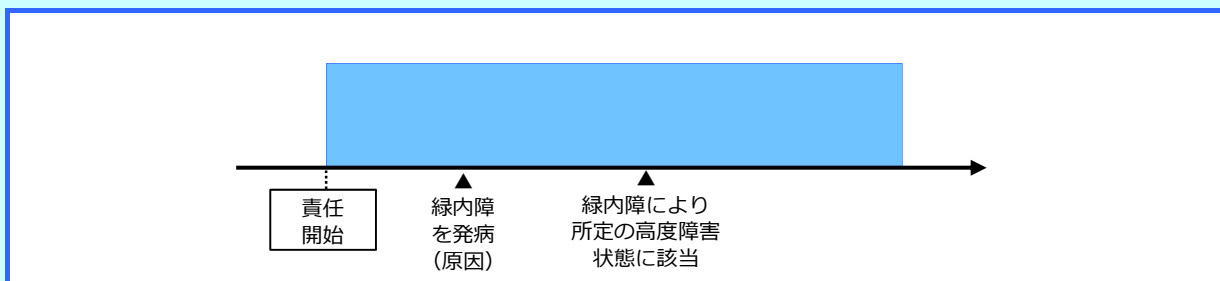 責任
開始
緑内障
を発病
(原因)
緑内障により
所定の高度障害
状態に該当